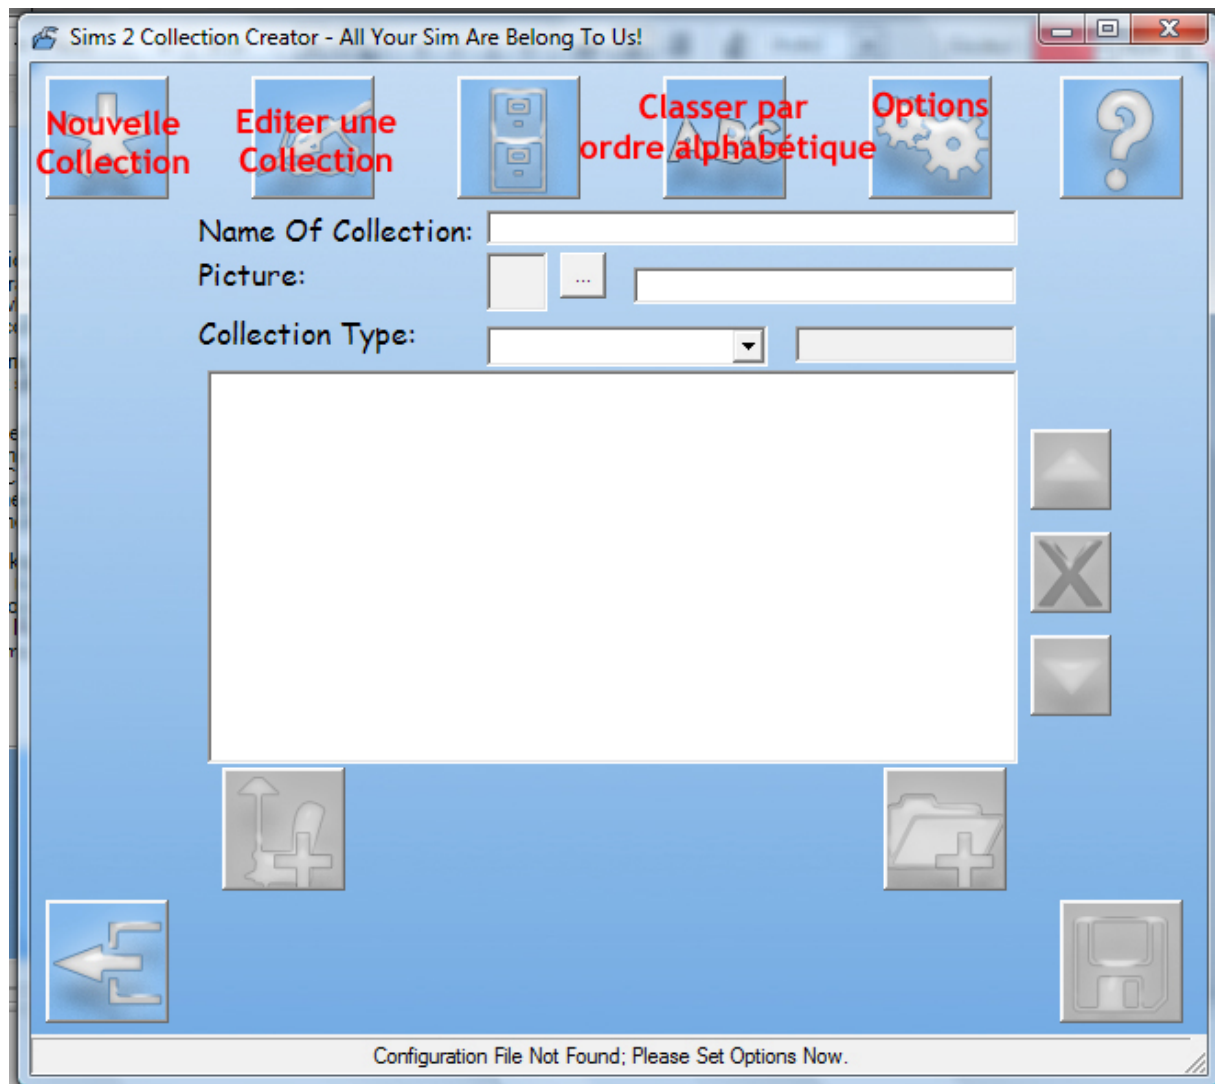 Sims 2 Collection Creator - All Your Sim Are Belong To Us!
Nouvelle
Collection
Editer une
Collection
Classer par
ordre alphabétique
ABC
Options
Name Of Collection:
Picture:
...
Collection Type:
Configuration File Not Found; Please Set Options Now.